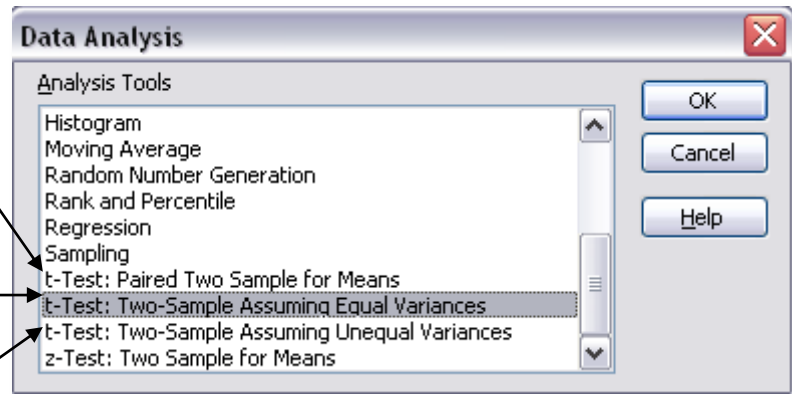 Data Analysis
Analysis Tools
Histogram
Moving Average
Random Number Generation
Rank and Percentile
Regression
Sampling
t-Test: Paired Two Sample for Means
t-Test: Two-Sample Assuming Equal Variances
t-Test: Two-Sample Assuming Unequal Variances
z-Test: Two Sample for Means
OK
Cancel
Help